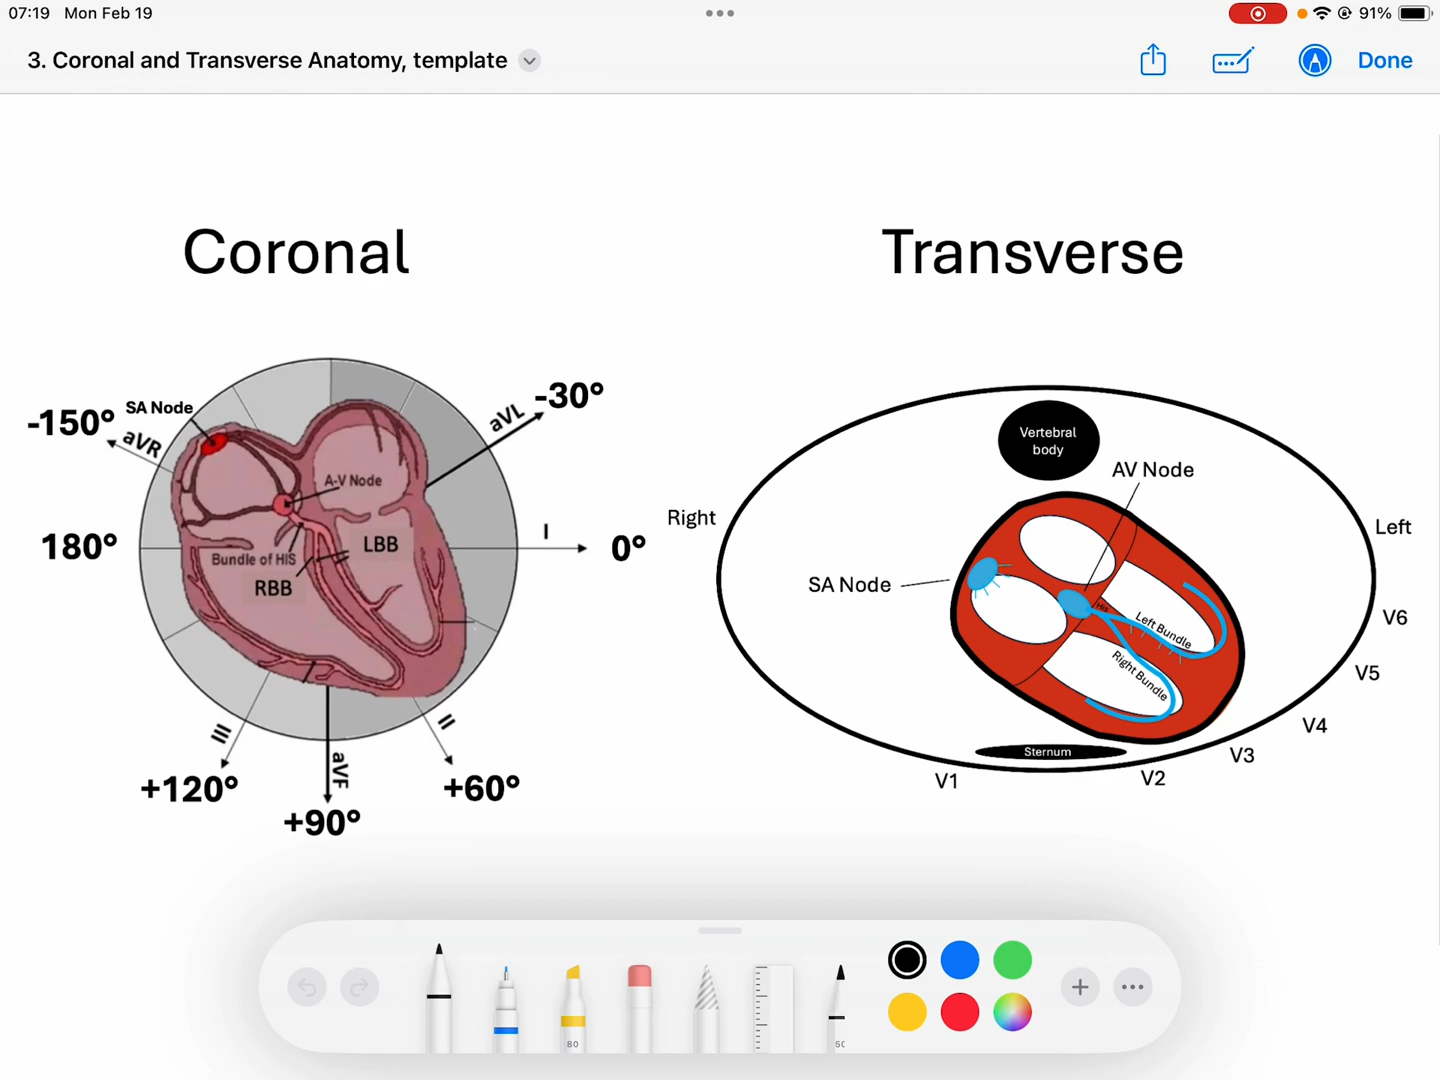 07:19 Mon Feb 19
91%
3. Coronal and Transverse Anatomy, template
Done
Coronal
Transverse
-150°
SA Node
aVR
aVL
-30°
A-V Node
180°
Bundle of HIS
LBB
RBB
I
0°
III
+120°
aVF
+90°
II
+60°
Vertebral
body
AV Node
Right
Left
SA Node
His
Left Bundle
Right Bundle
V6
V5
V4
V3
Sternum
V1
V2
80
50